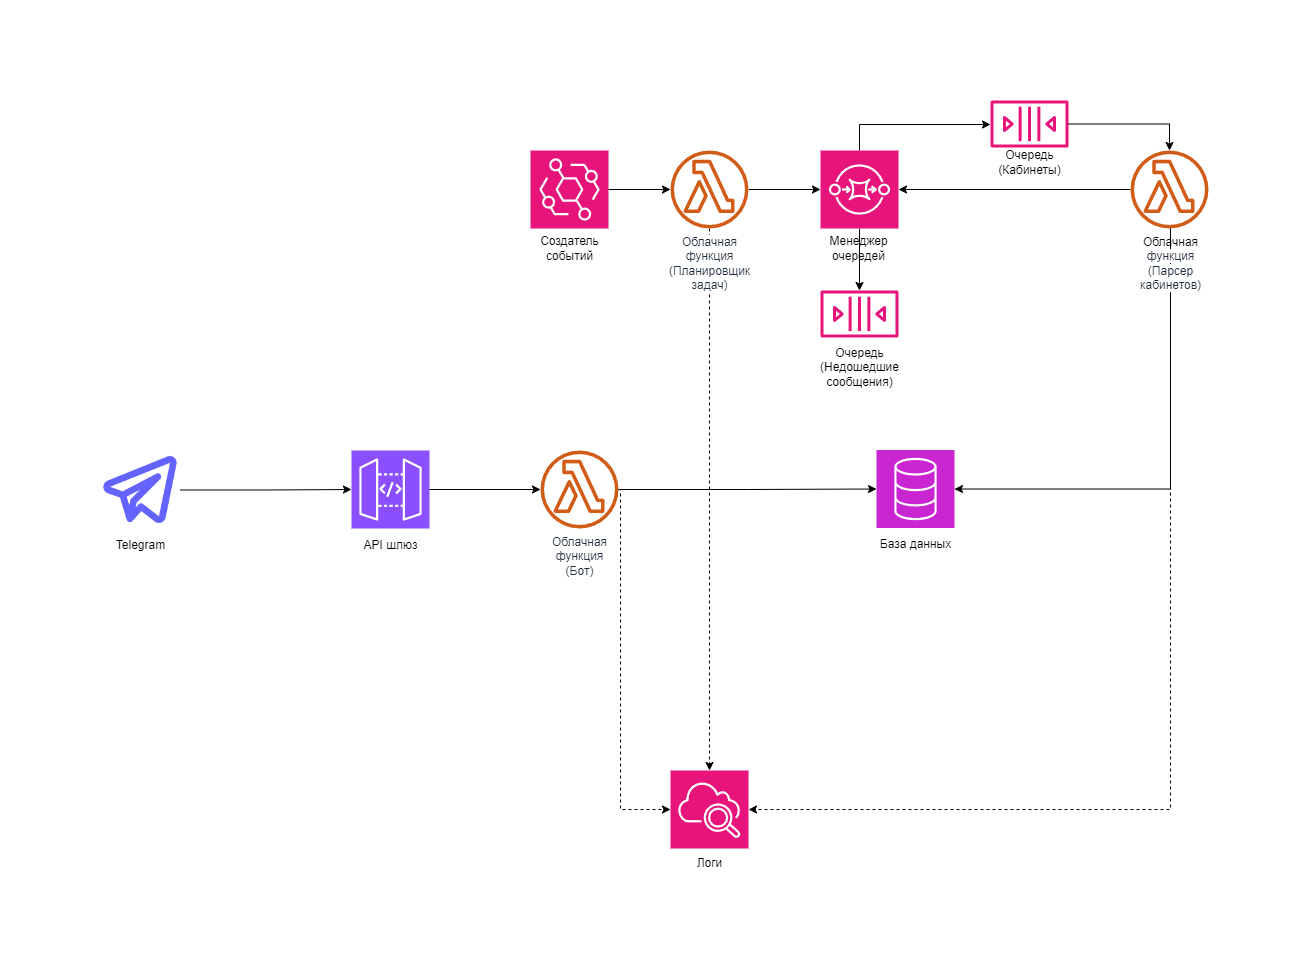 Очередь
(Кабинеты)
Создатель
событий
Облачная
функция
(Планировщик
задач)
Менеджер
очередей
Облачная
функция
(Парсер
кабинетов)
Очередь
(Недошедшие
сообщения)
Telegram
API шлюз
Облачная
функция
(Бот)
База данных
Логи